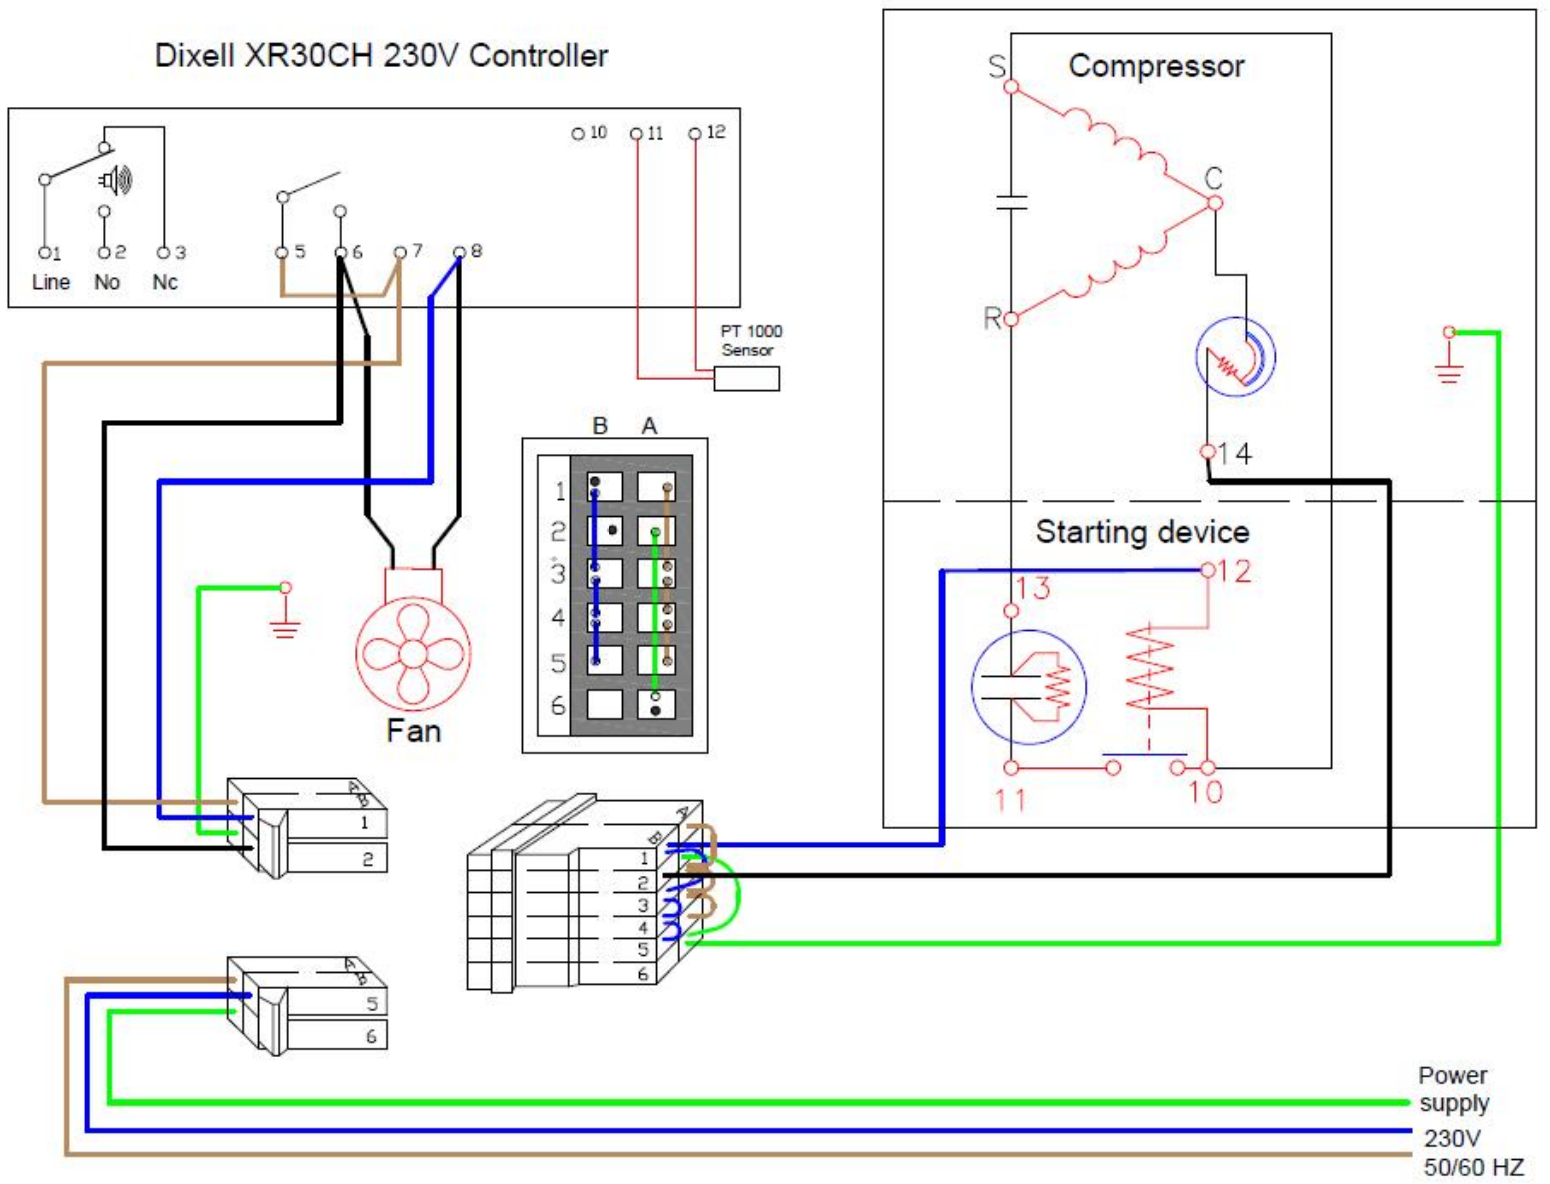 Dixell XR30CH 230V Controller
1 2 3
Line No Nc
5 6 7 8
10 11 12
PT 1000
Sensor
Compressor
S
C
R
14
Starting device
12
13
11
10
Fan
B A
1
2
3
4
5
6
A
B
1
2
A
B
5
6
A
B
1
2
3
4
5
6
Power
supply
230V
50/60 HZ